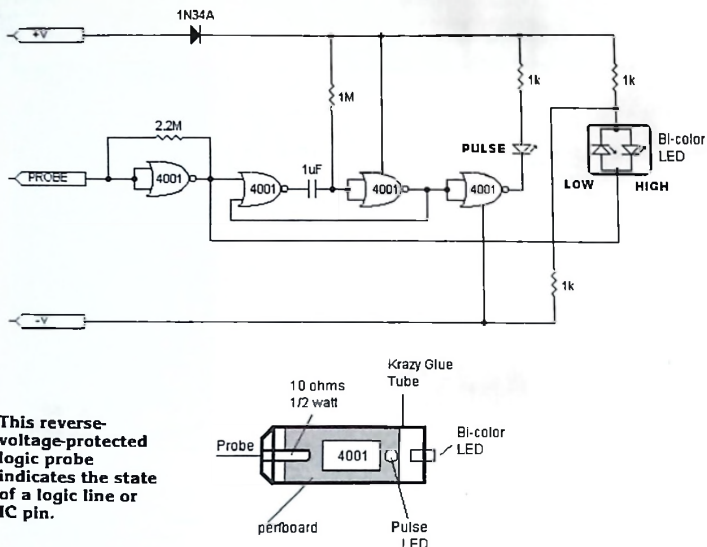 1N34A
+V
1k
1k
1M
2.2M
1uF
PULSE
Bi-color
LED
PROBE
4001
4001
4001
4001
LOW
HIGH
1k
-V
Krazy Glue
Tube
10 ohms
1/2 watt
Bi-color
LED
Probe
4001
perfboard
Pulse
LED
This reverse-
voltage-protected
logic probe
indicates the state
of a logic line or
IC pin.